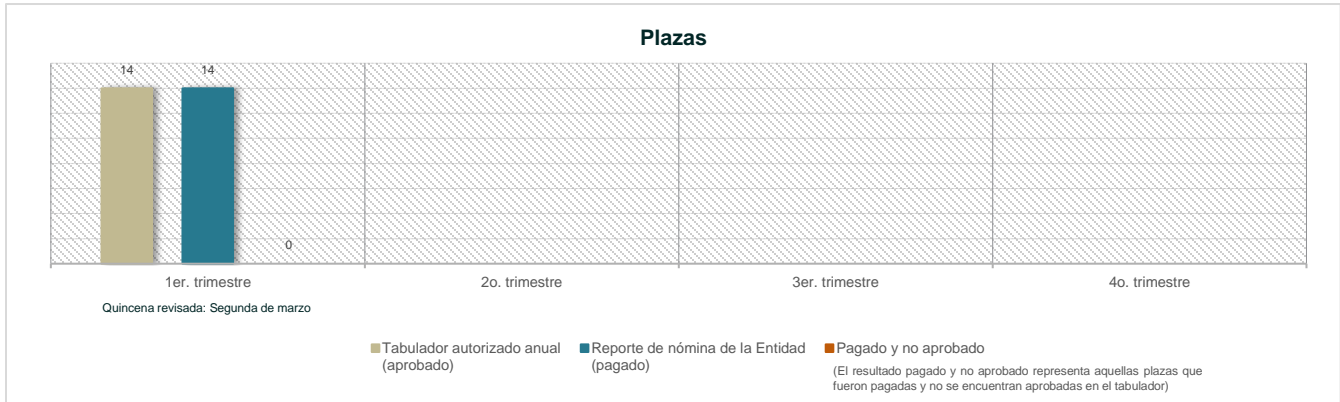 Plazas
14
14
0
1er. trimestre
2o. trimestre
3er. trimestre
4o. trimestre
Quincena revisada: Segunda de marzo
Tabulador autorizado anual
(aprobado)
Reporte de nómina de la Entidad
(pagado)
Pagado y no aprobado
(El resultado pagado y no aprobado representa aquellas plazas que
fueron pagadas y no se encuentran aprobadas en el tabulador)